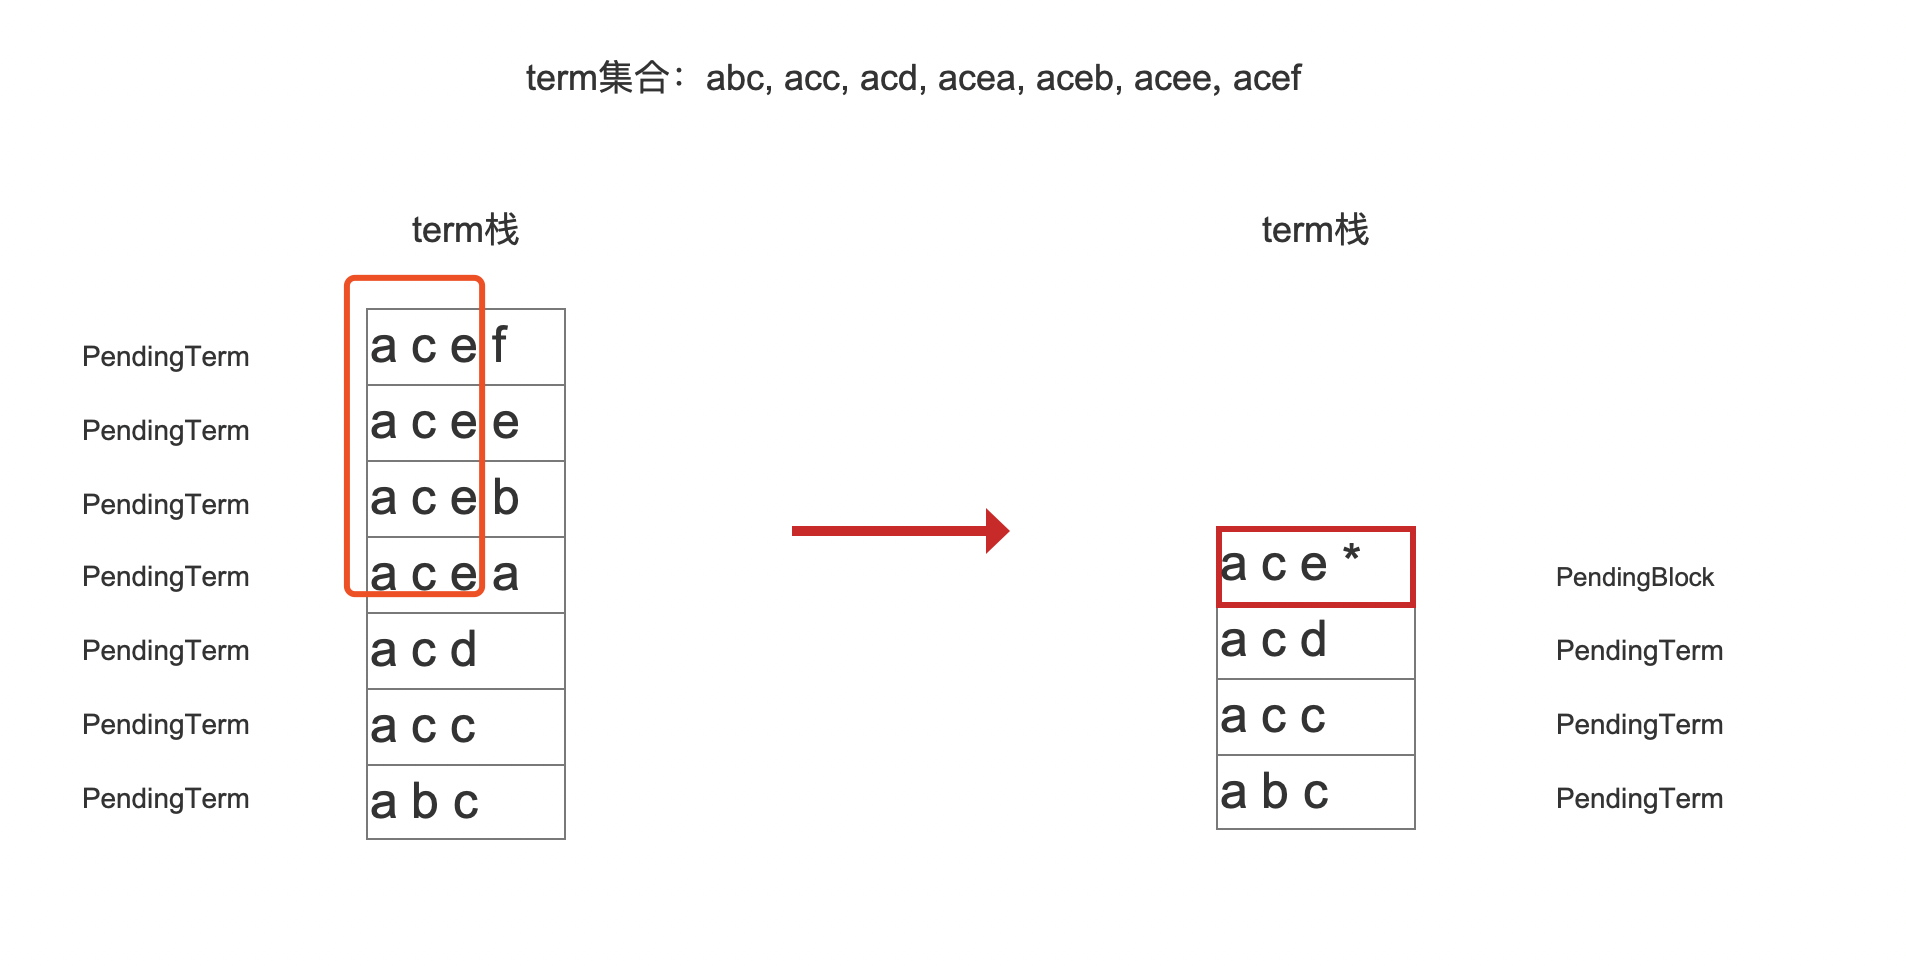 term集合：abc, acc, acd, acea, aceb, acee, acef
term栈
term栈
PendingTerm
a c e f
PendingTerm
a c e e
PendingTerm
a c e b
PendingTerm
a c e a
a c e *
PendingBlock
PendingTerm
a c d
a c d
PendingTerm
PendingTerm
a c c
a c c
PendingTerm
PendingTerm
a b c
a b c
PendingTerm